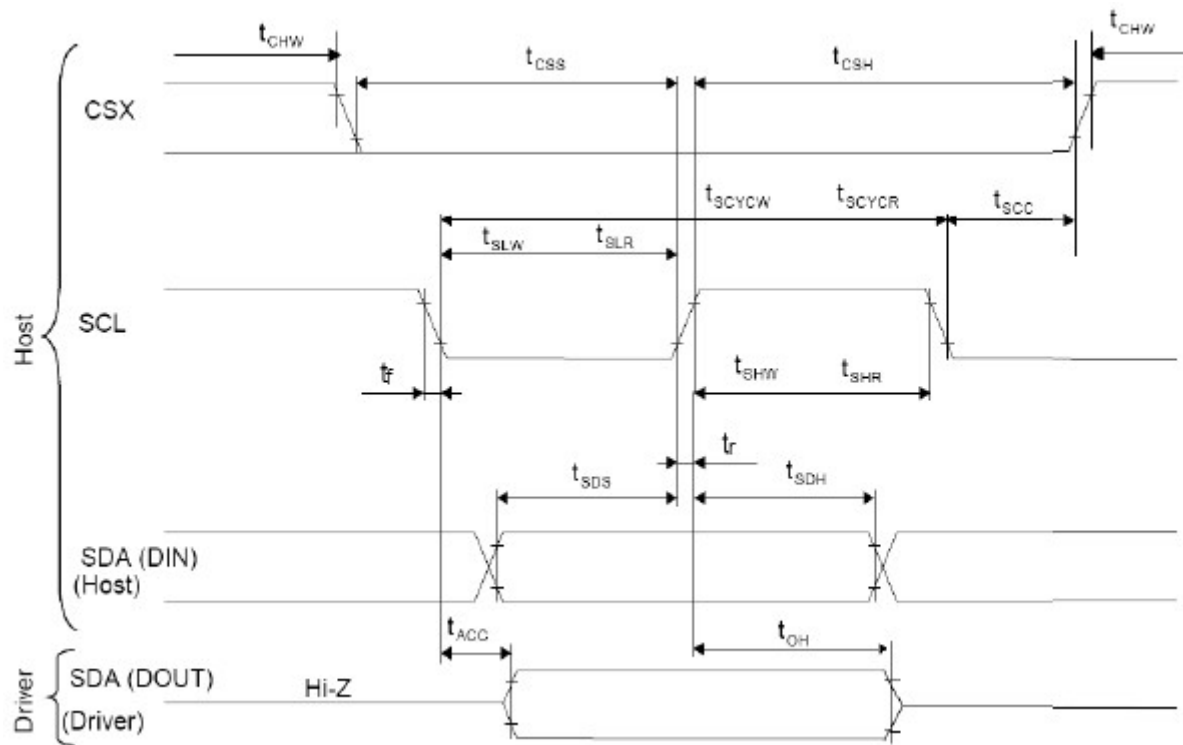 tCHW
tCHW
tCSS
tCSH
CSX
tSCYCW
tSCYCR
tSCC
tSLW
tSLR
SCL
Host
tf
tSHW
tSHR
tr
tSDS
tSDH
SDA (DIN)
(Host)
tACC
tOH
SDA (DOUT)
Hi-Z
Driver
(Driver)